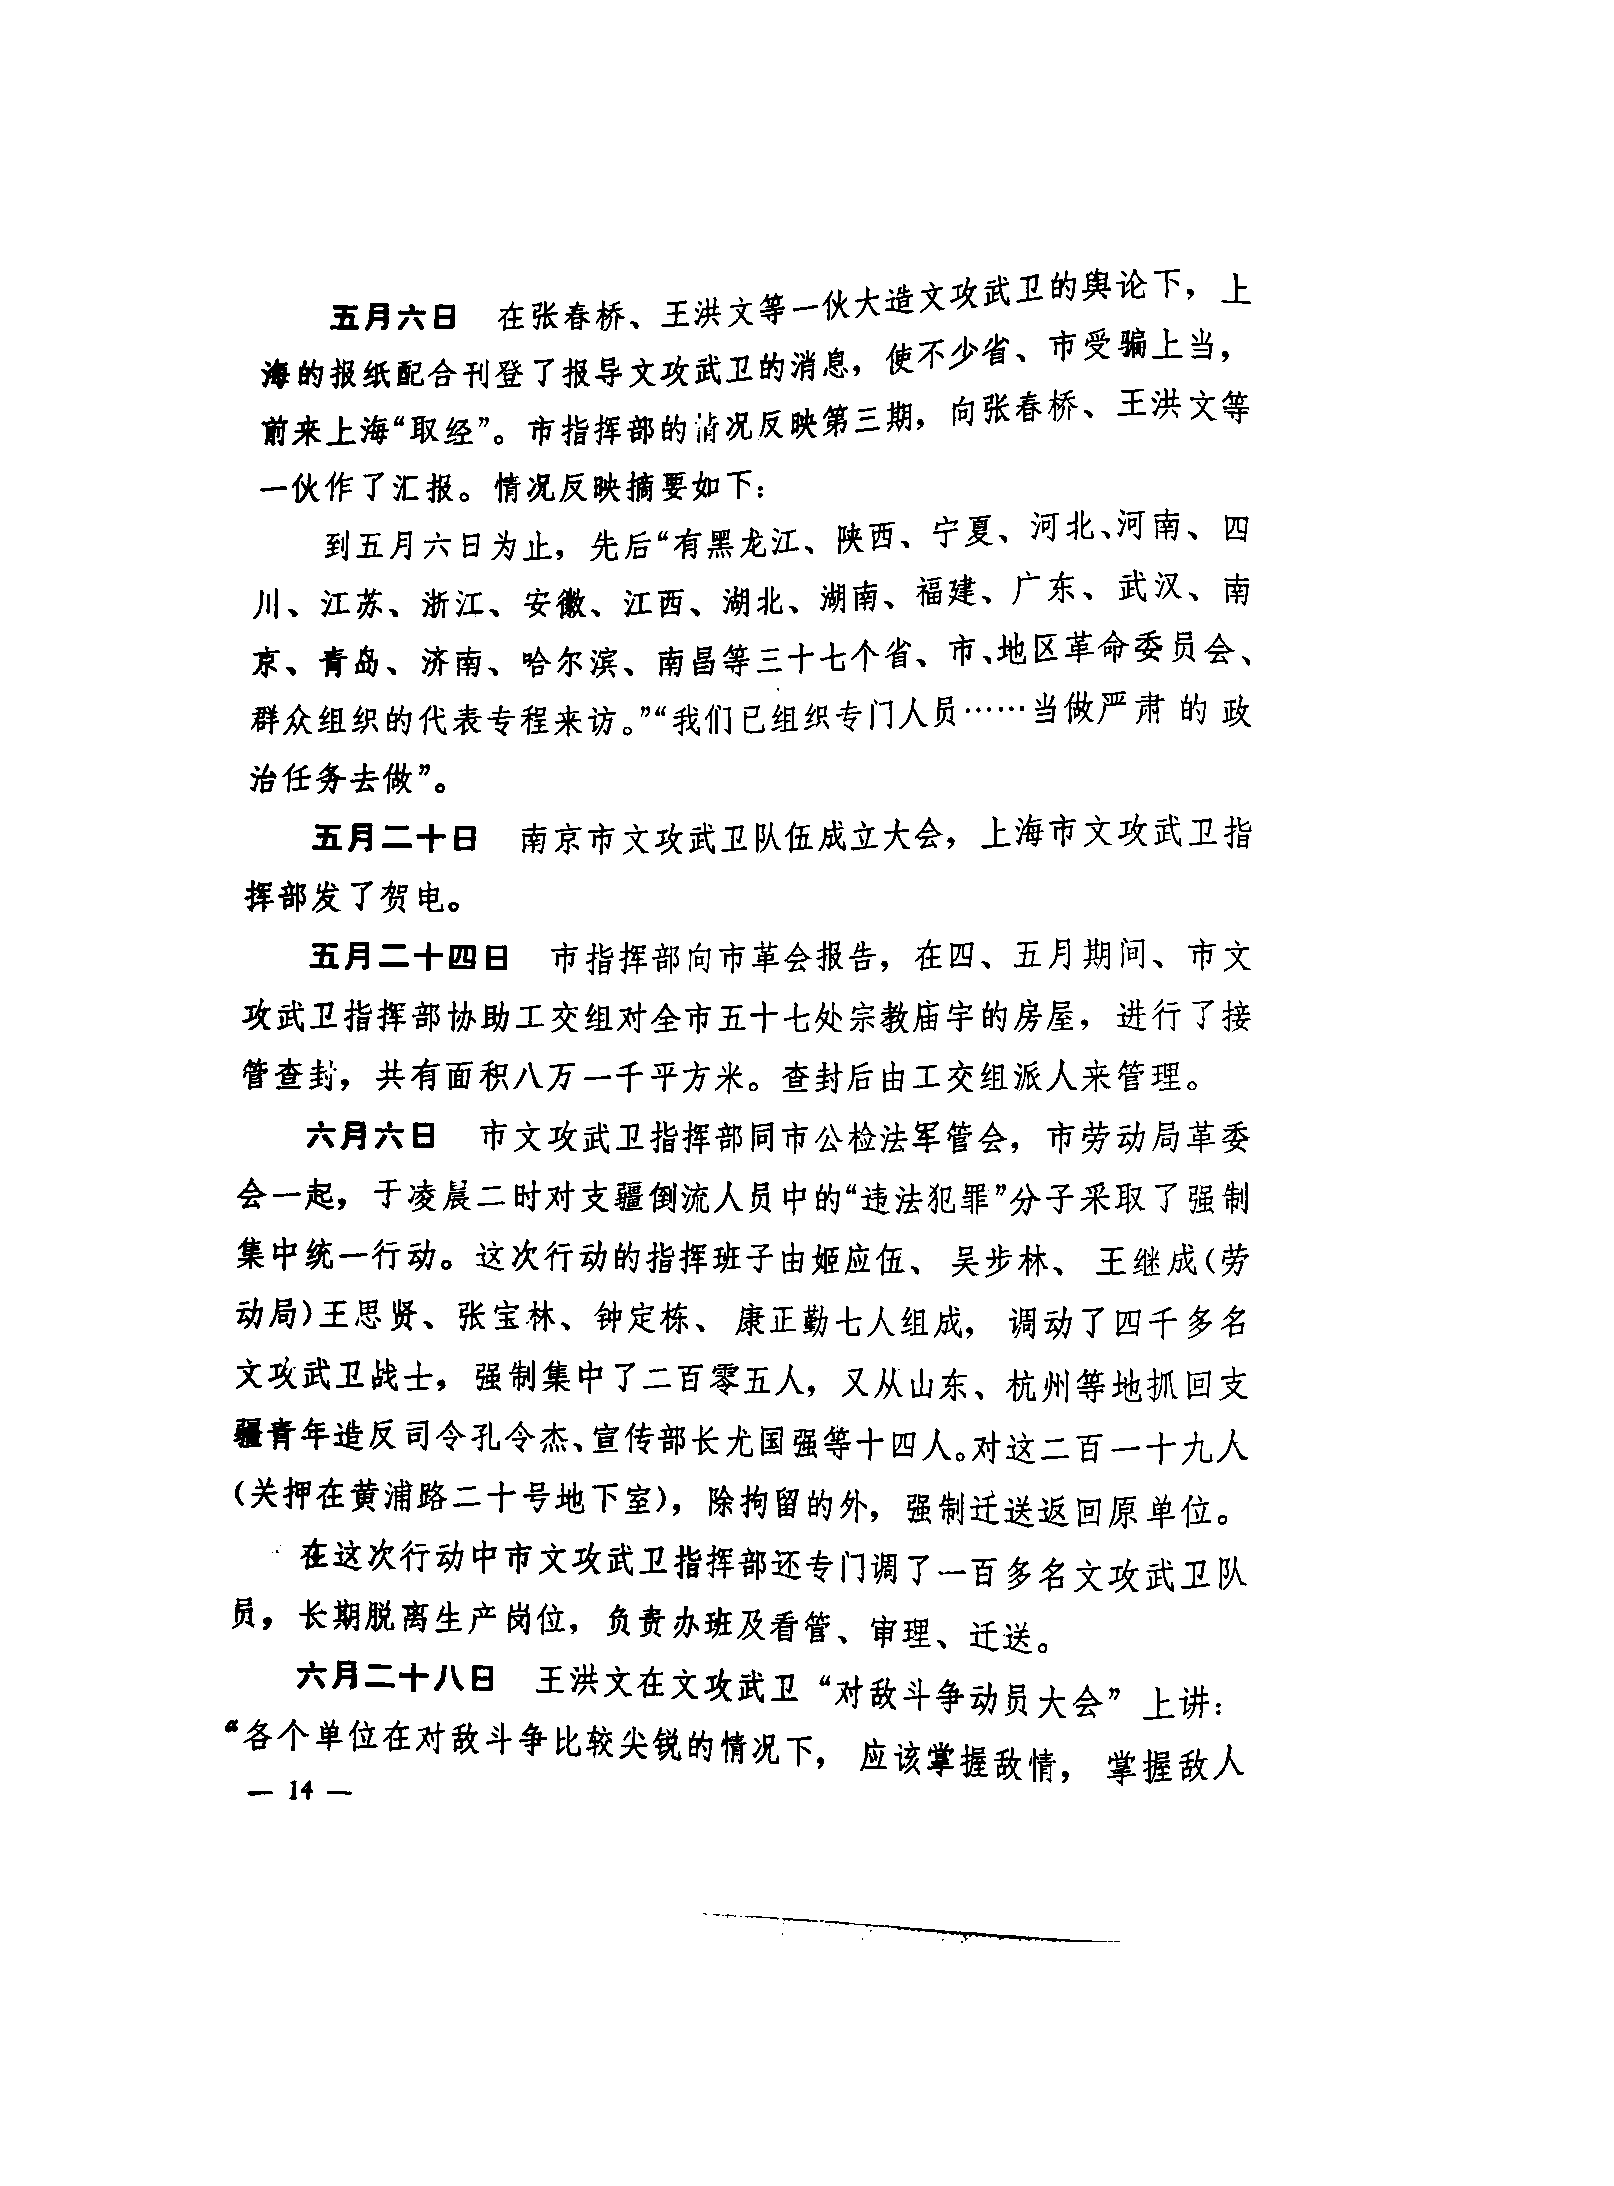 五月六日　在张春桥、王洪文等一伙大造文攻武卫的舆论下，上
海的报纸配合刊登了报导文攻武卫的消息，使不少省、市受骗上当，
前来上海“取经”。市指挥部的情况反映第三期，向张春桥、王洪文等
一伙作了汇报。情况反映摘要如下：
到五月六日为止，先后“有黑龙江、陕西、宁夏、河北、河南、四
川、江苏、浙江、安徽、江西、湖北、湖南、福建、广东、武汉、南
京、青岛、济南、哈尔滨、南昌等三十七个省、市、地区革命委员会、
群众组织的代表专程来访。”“我们已组织专门人员……当做严肃的政
治任务去做”。
五月二十日　南京市文攻武卫队伍成立大会，上海市文攻武卫指
挥部发了贺电。
五月二十四日　市指挥部向市革会报告，在四、五月期间、市文
攻武卫指挥部协助工交组对全市五十七处宗教庙宇的房屋，进行了接
管查封，共有面积八万一千平方米。查封后由工交组派人来管理。
六月六日　市文攻武卫指挥部同市公检法军管会，市劳动局革委
会一起，于凌晨二时对支疆倒流人员中的“违法犯罪”分子采取了强制
集中统一行动。这次行动的指挥班子由姬应伍、吴步林、王继成（劳
动局）王思贤、张宝林、钟定栋、康正勤七人组成，调动了四千多名
文攻武卫战士，强制集中了二百零五人，又从山东、杭州等地抓回支
疆青年造反司令孔令杰、宣传部长尤国强等十四人。对这二百一十九人
（关押在黄浦路二十号地下室），除拘留的外，强制迁送返回原单位。
在这次行动中市文攻武卫指挥部还专门调了一百多名文攻武卫队
员，长期脱离生产岗位，负责办班及看管、审理、迁送。
六月二十八日　王洪文在文攻武卫“对敌斗争动员大会”上讲：
“各个单位在对敌斗争比较尖锐的情况下，应该掌握敌情，掌握敌人
— 14 —